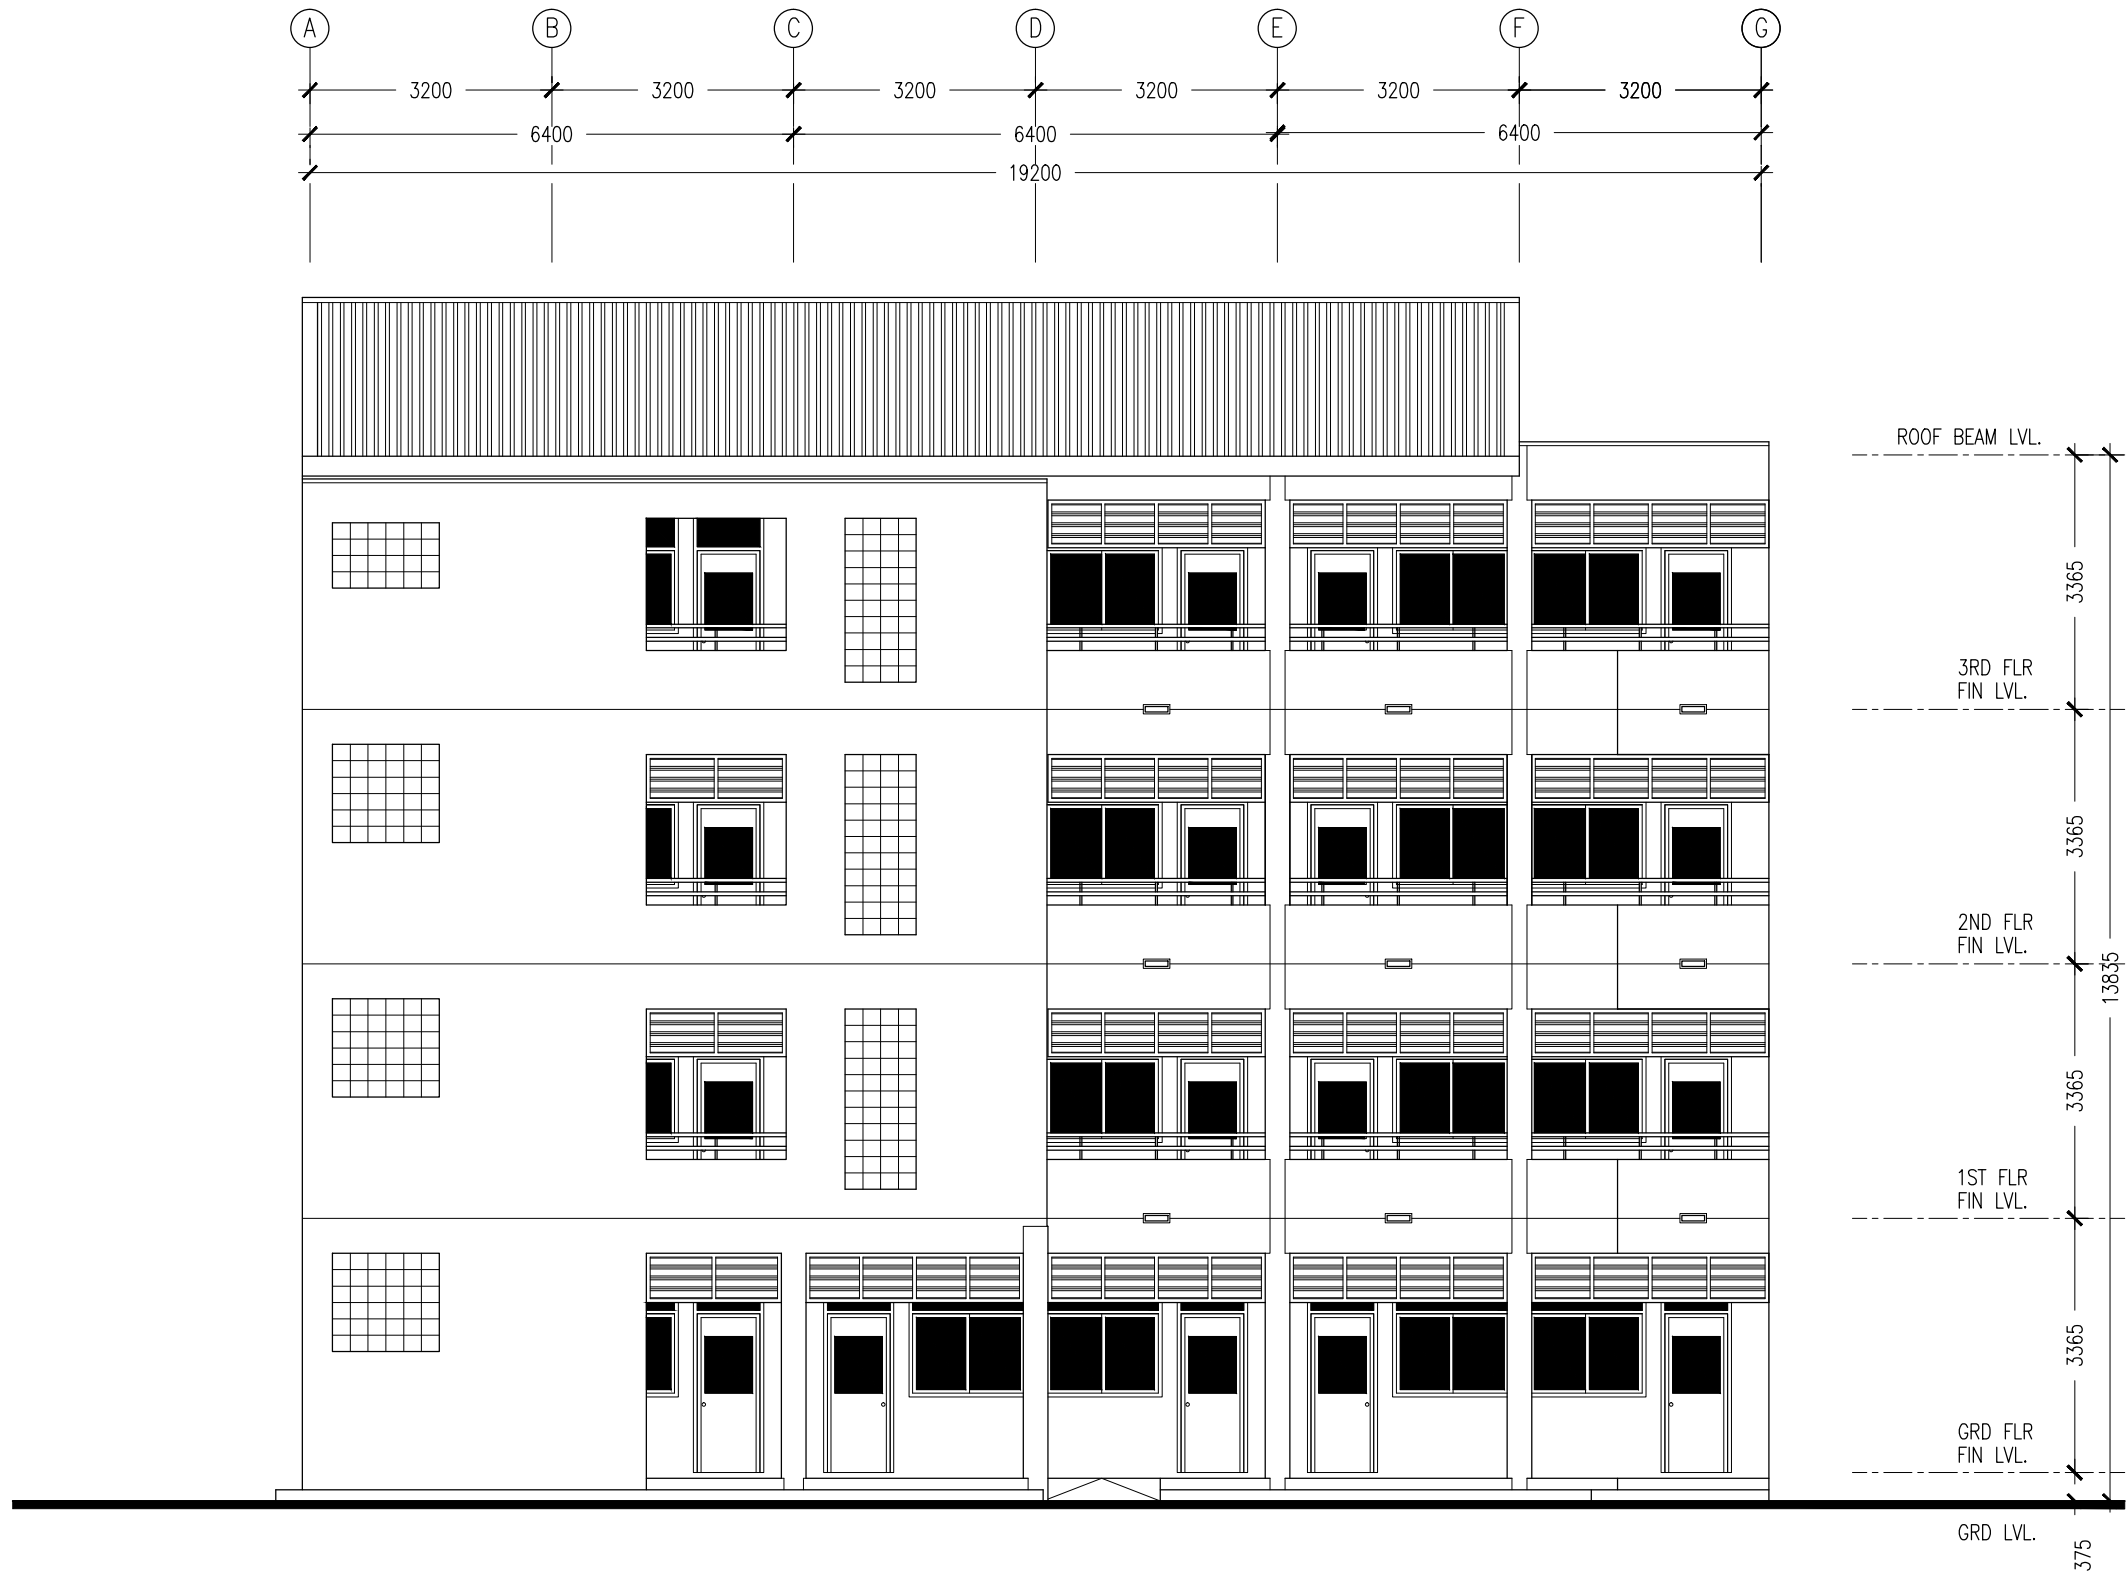 A B C D E F G
3200 3200 3200 3200 3200 3200
6400 6400 6400
19200
ROOF BEAM LVL.
3365
3RD FLR
FIN LVL.
3365
2ND FLR
FIN LVL.
13835
3365
1ST FLR
FIN LVL.
3365
GRD FLR
FIN LVL.
GRD LVL.
375